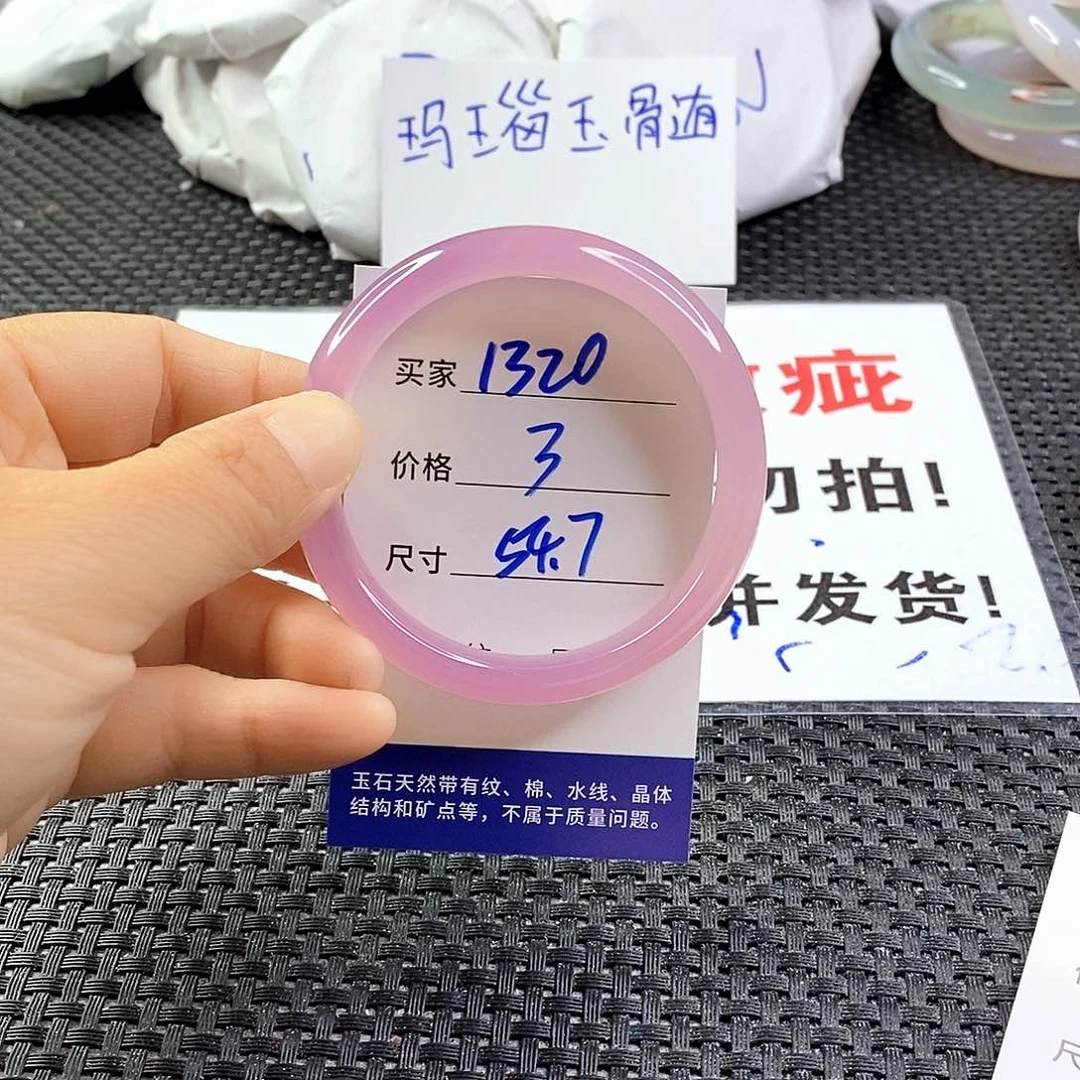 玛瑙玉骨髓
买家 1320
价格 3
尺寸 54.7
玉石天然带有纹、棉、水线、晶体
结构和矿点等，不属于质量问题。
疵
勿拍!
并发货!
尺